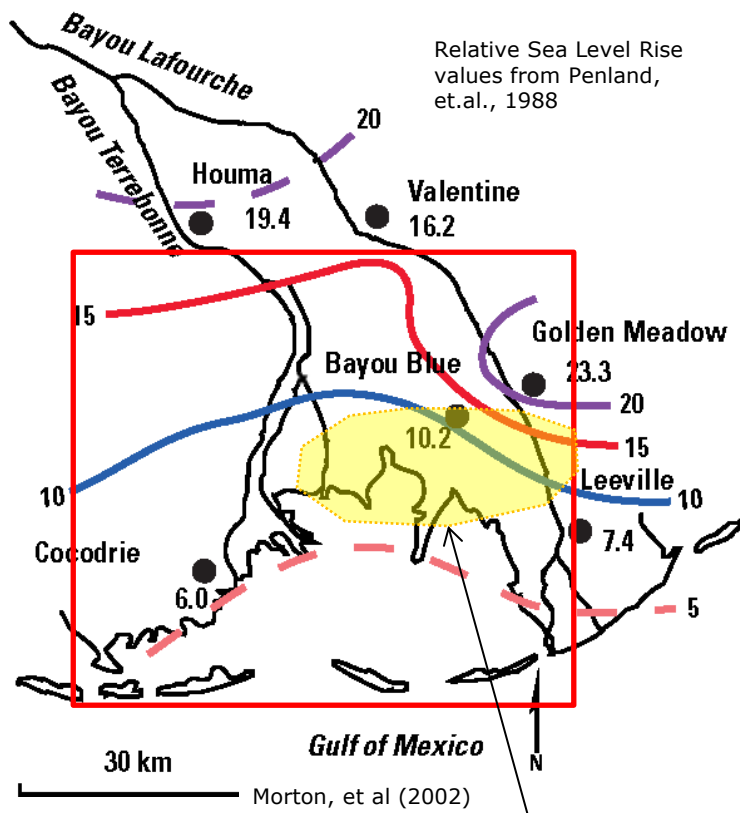 Relative Sea Level Rise
values from Penland,
et.al., 1988
Bayou Lafourche
Bayou Terrebonne
20
Houma
19.4
Valentine
16.2
15
Golden Meadow
23.3
Bayou Blue
20
10.2
15
Leeville
10
10
Cocodrie
7.4
6.0
5
Gulf of Mexico
N
30 km
Morton, et al (2002)